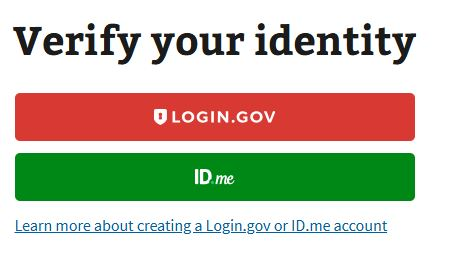 Verify your identity
LOGIN.GOV
ID.me
Learn more about creating a Login.gov or ID.me account